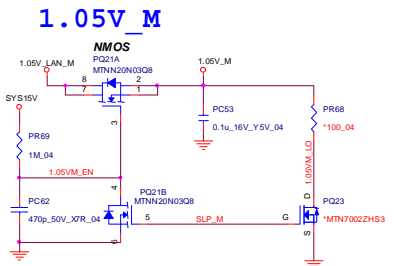 1.05V_M
NMOS
1.05V_LAN_M
PQ21A
1.05V_M
MTNN20N03Q8
8
7
2
1
SYS15V
3
PC53
0.1u_16V_Y5V_04
PR68
*100_04
PR69
1M_04
1.05VM_EN
1.05VM_LO
4
PQ21B
MTNN20N03Q8
PC62
470p_50V_X7R_04
5
SLP_M
G
D
S
PQ23
*MTN7002ZHS3
6